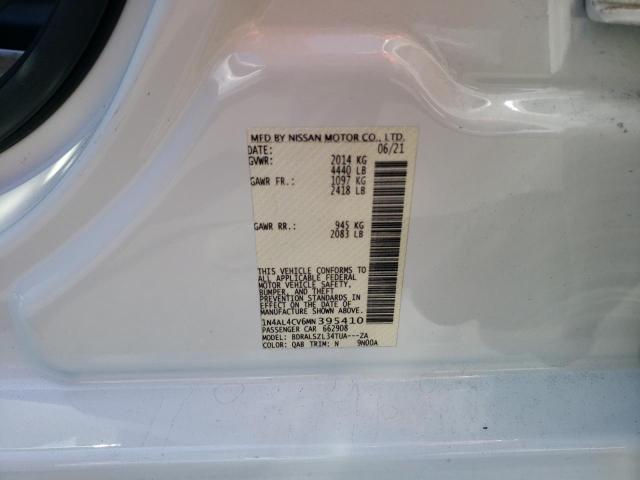 MFD BY NISSAN MOTOR CO., LTD.
DATE: 06/21
GVWR: 2014 KG
4440 LB
GAWR FR.: 1097 KG
2418 LB
GAWR RR.: 945 KG
2083 LB
THIS VEHICLE CONFORMS TO
ALL APPLICABLE FEDERAL
MOTOR VEHICLE SAFETY,
BUMPER, AND THEFT
PREVENTION STANDARDS IN
EFFECT ON THE DATE OF
MANUFACTURE SHOWN ABOVE.
1N4AL4CV6MN395410
PASSENGER CAR 662908
MODEL: BDRALSZL34TUA---ZA
COLOR: QAB TRIM: N 9N00A